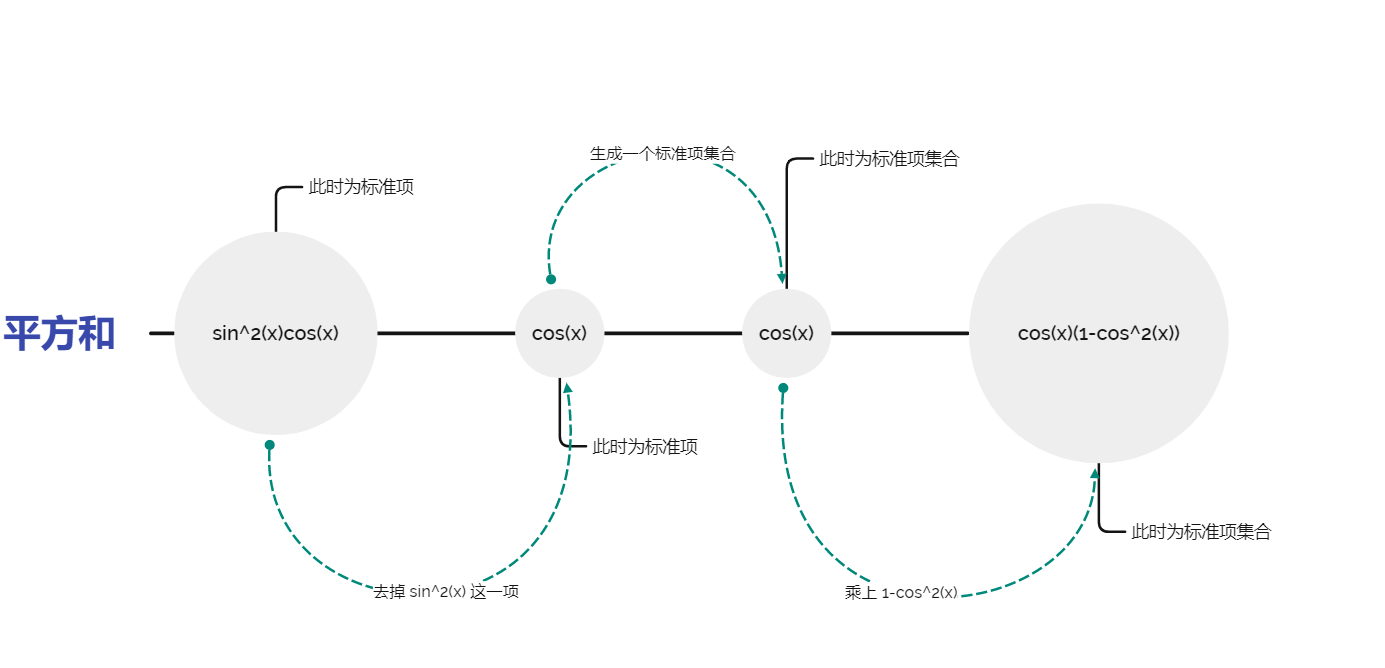 生成一个标准项集合
此时为标准项集合
此时为标准项
平方和
sin^2(x)cos(x)
cos(x)
cos(x)
cos(x)(1-cos^2(x))
此时为标准项
此时为标准项集合
去掉 sin^2(x) 这一项
乘上 1-cos^2(x)